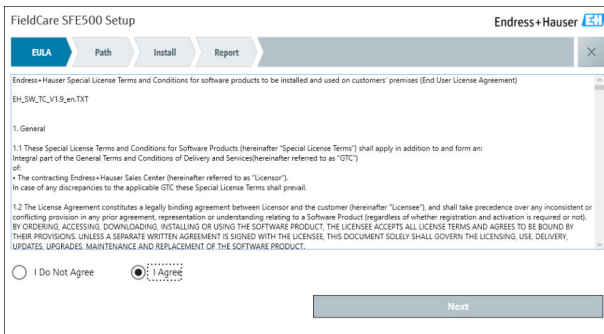 FieldCare SFE500 Setup
Endress+Hauser EH
EULA Path Install Report
Endress+Hauser Special License Terms and Conditions for software products to be installed and used on customers' premises (End User License Agreement)
EH_SW_TC_V1.9_en.TXT
1. General
1.1 These Special License Terms and Conditions for Software Products (hereinafter "Special License Terms") shall apply in addition to and form an:
Integral part of the General Terms and Conditions of Delivery and Services(hereinafter referred to as "GTC")
of:
• The contracting Endress+Hauser Sales Center (hereinafter referred to as "Licensor").
In case of any discrepancies to the applicable GTC these Special License Terms shall prevail.
1.2 The License Agreement constitutes a legally binding agreement between Licensor and the customer (hereinafter "Licensee"), and shall take precedence over any inconsistent or
conflicting provision in any prior agreement, representation or understanding relating to a Software Product (regardless of whether registration and activation is required or not).
BY ORDERING, ACCESSING, DOWNLOADING, INSTALLING OR USING THE SOFTWARE PRODUCT, THE LICENSEE ACCEPTS ALL LICENSE TERMS AND AGREES TO BE BOUND BY
THEIR PROVISIONS. UNLESS A SEPARATE WRITTEN AGREEMENT IS SIGNED WITH THE LICENSEE, THIS DOCUMENT SOLELY SHALL GOVERN THE LICENSING, USE, DELIVERY,
UPDATES, UPGRADES, MAINTENANCE AND REPLACEMENT OF THE SOFTWARE PRODUCT.
I Do Not Agree I Agree
Next